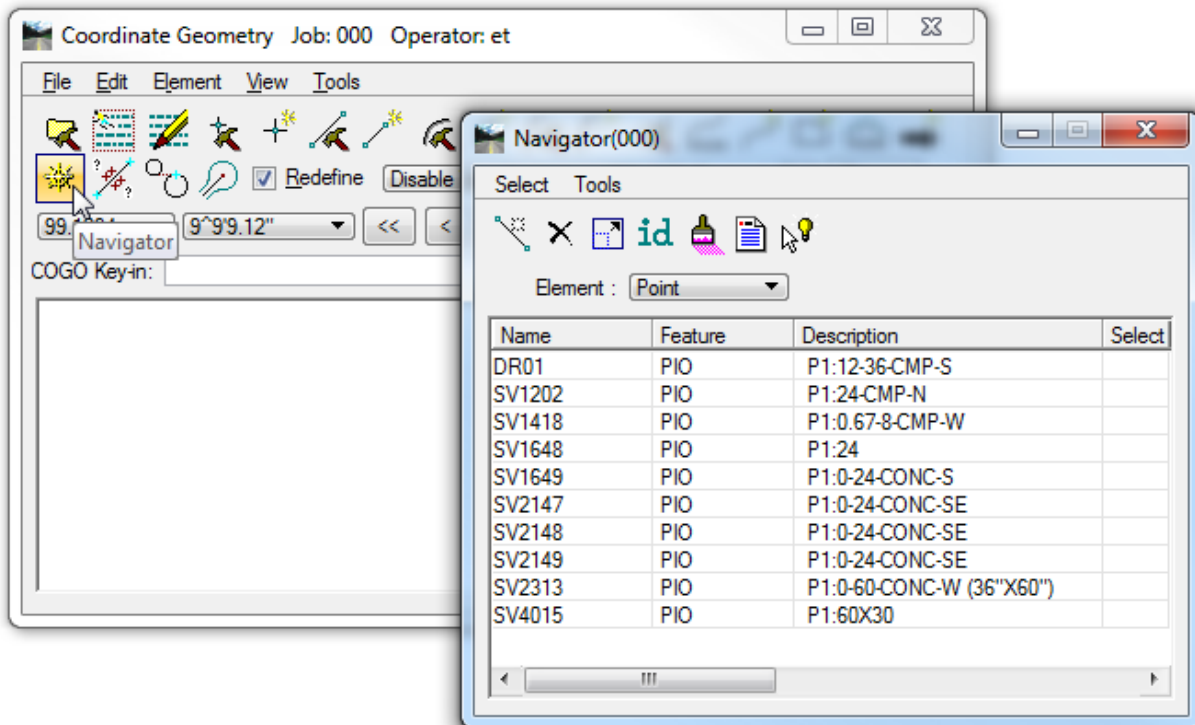 Coordinate Geometry Job: 000 Operator: et
File Edit Element View Tools
Redefine Disable
99. 9^9'9.12" << <
Navigator
COGO Key-in:
Navigator(000)
Select Tools
id
Element : Point
Name Feature Description Select
DR01 PIO P1:12-36-CMP-S
SV1202 PIO P1:24-CMP-N
SV1418 PIO P1:0.67-8-CMP-W
SV1648 PIO P1:24
SV1649 PIO P1:0-24-CONC-S
SV2147 PIO P1:0-24-CONC-SE
SV2148 PIO P1:0-24-CONC-SE
SV2149 PIO P1:0-24-CONC-SE
SV2313 PIO P1:0-60-CONC-W (36"X60")
SV4015 PIO P1:60X30